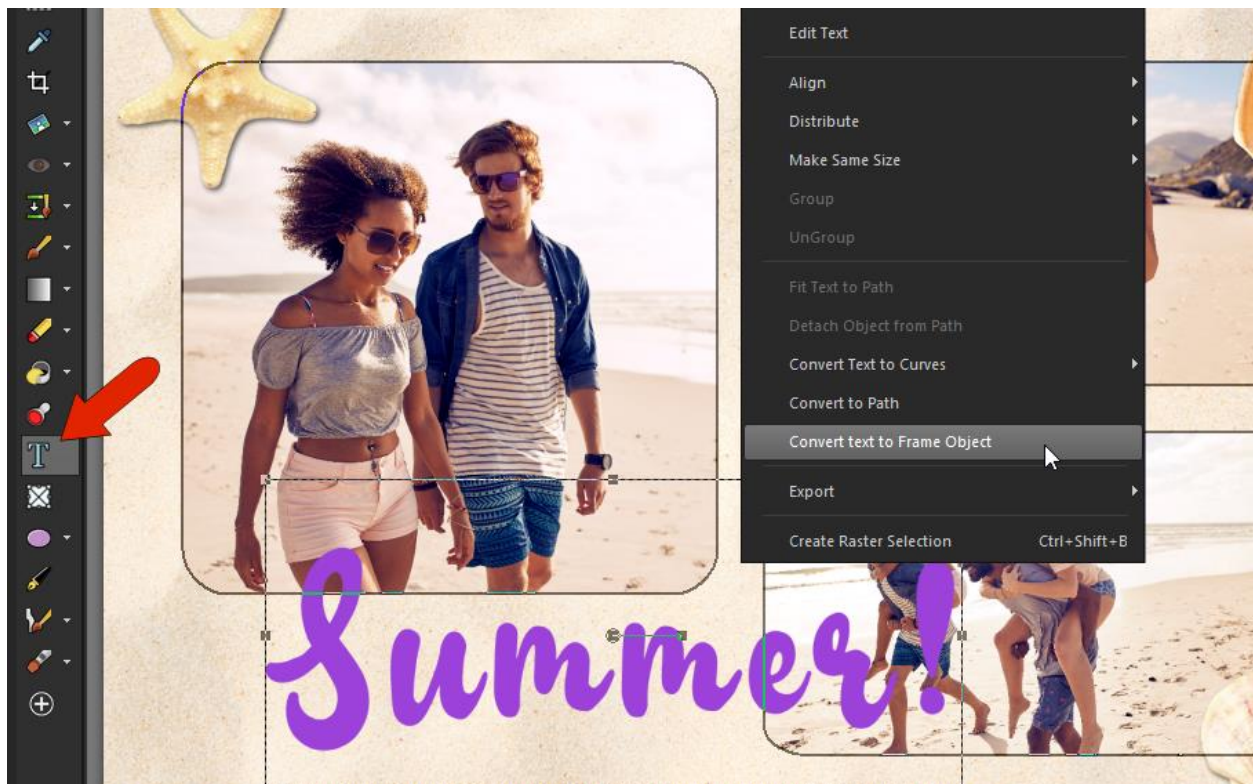 Edit Text
Align
Distribute
Make Same Size
Group
UnGroup
Fit Text to Path
Detach Object from Path
Convert Text to Curves
Convert to Path
Convert text to Frame Object
Export
Create Raster Selection Ctrl+Shift+B
T
Summer!